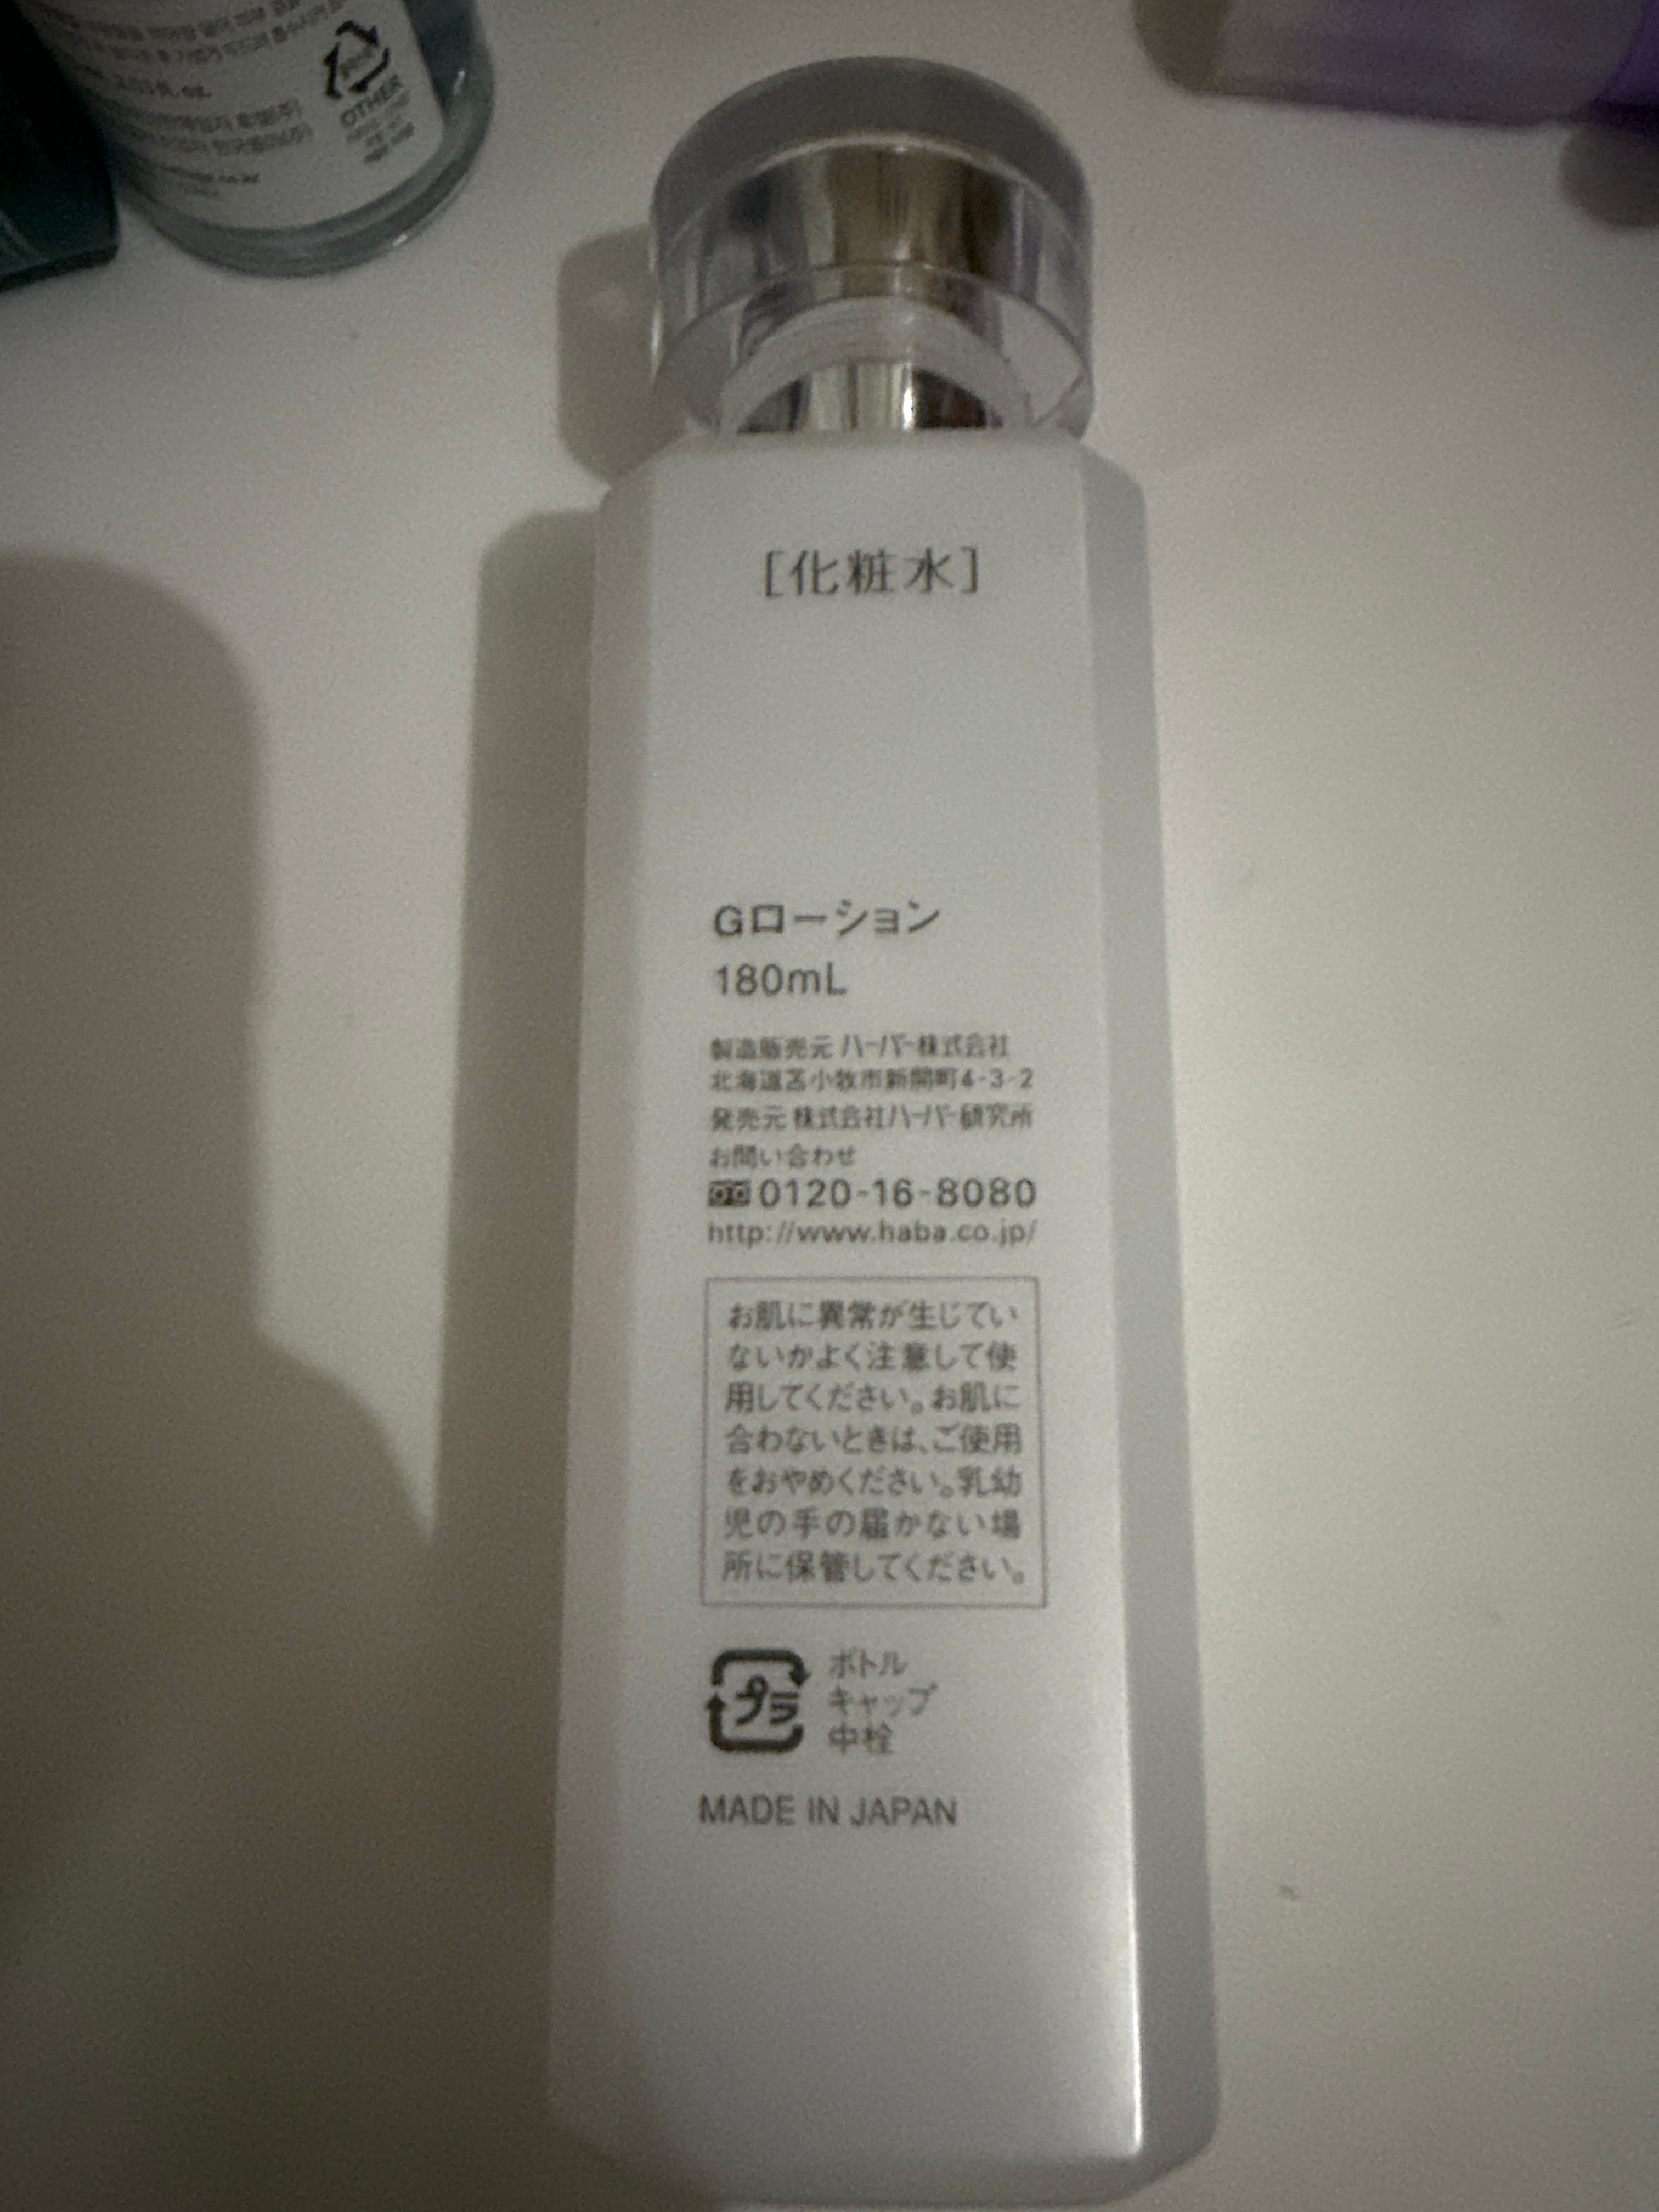 OTHER
[化粧水]
Gローション
180mL
製造販売元 ハーバー株式会社
北海道苫小牧市新開町4-3-2
発売元 株式会社ハーバー研究所
お問い合わせ
0120-16-8080
http://www.haba.co.jp/
お肌に異常が生じてい
ないかよく注意して使
用してください。お肌に
合わないときは、ご使用
をおやめください。乳幼
児の手の届かない場
所に保管してください。
プラ
ボトル
キャップ
中栓
MADE IN JAPAN